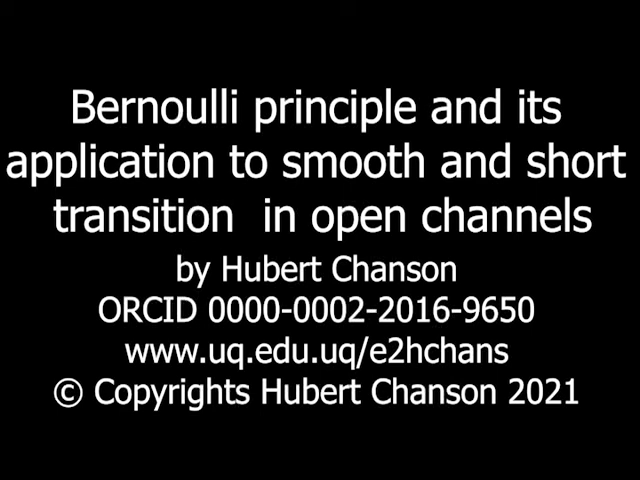 Bernoulli principle and its
application to smooth and short
transition in open channels
by Hubert Chanson
ORCID 0000-0002-2016-9650
www.uq.edu.uq/e2hchans
© Copyrights Hubert Chanson 2021